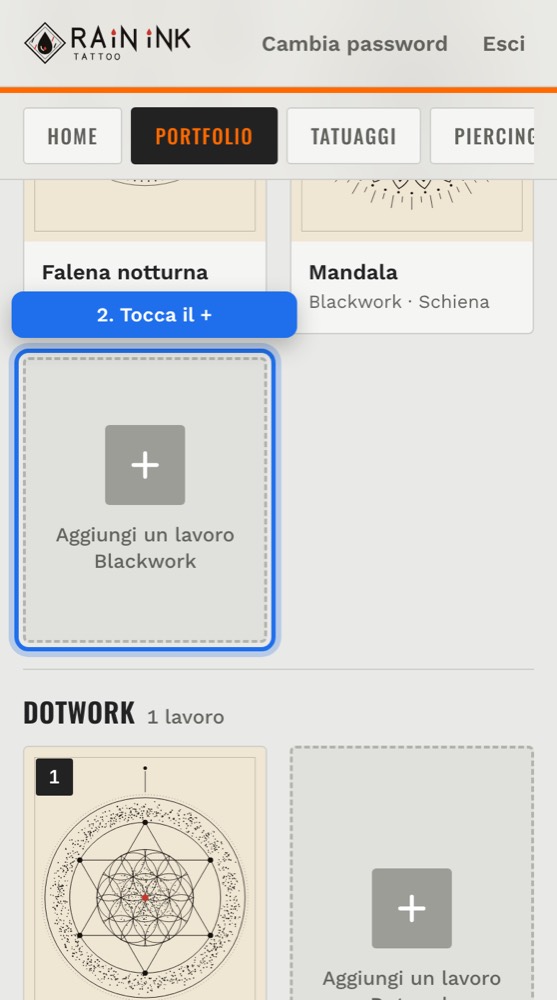 RAiN iNK
TATTOO
Cambia password
Esci
HOME
PORTFOLIO
TATUAGGI
PIERCING
Falena notturna
Mandala
Blackwork · Schiena
2. Tocca il +
Aggiungi un lavoro
Blackwork
DOTWORK
1 lavoro
1
Aggiungi un lavoro